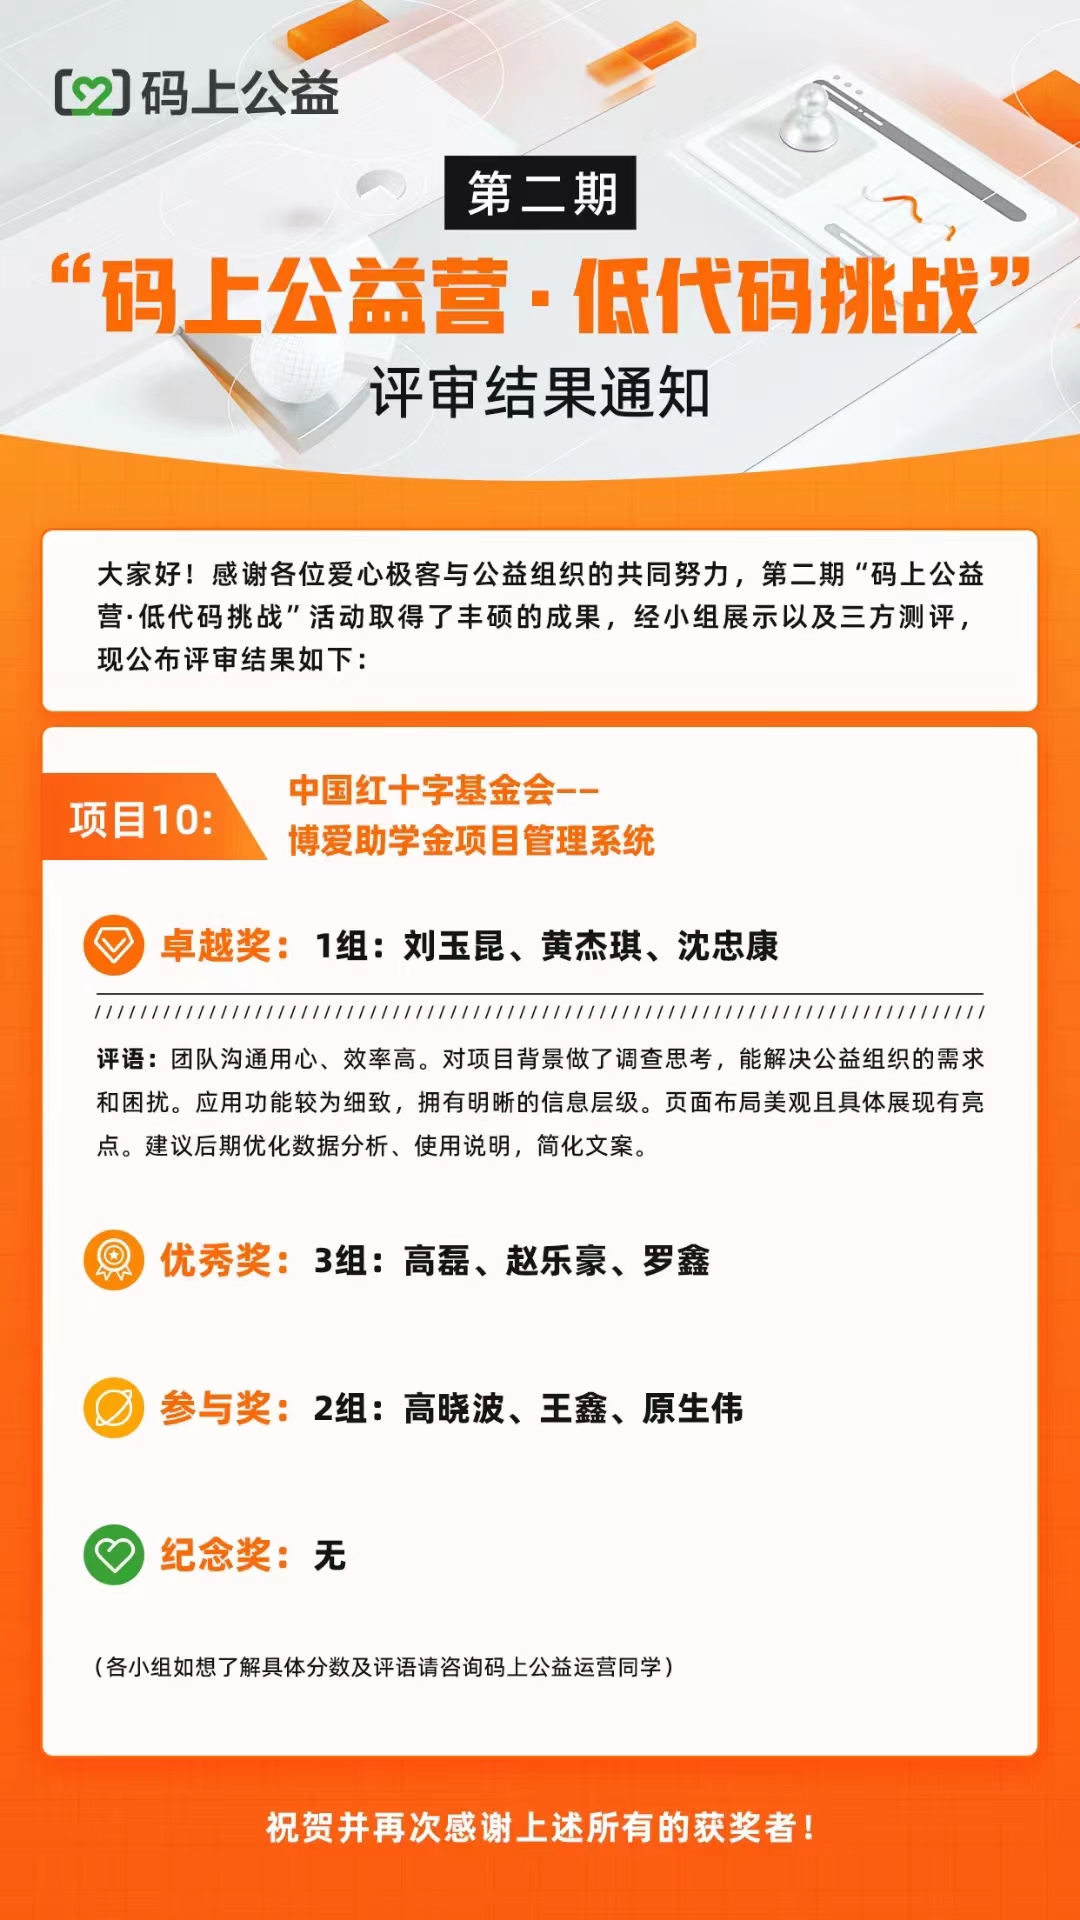 码上公益
第二期
“码上公益营·低代码挑战”
评审结果通知
大家好！感谢各位爱心极客与公益组织的共同努力，第二期“码上公益
营·低代码挑战”活动取得了丰硕的成果，经小组展示以及三方测评，
现公布评审结果如下：
项目10:
中国红十字基金会——
博爱助学金项目管理系统
卓越奖：1组：刘玉昆、黄杰琪、沈忠康
评语：团队沟通用心、效率高。对项目背景做了调查思考，能解决公益组织的需求
和困扰。应用功能较为细致，拥有明晰的信息层级。页面布局美观且具体展现有亮
点。建议后期优化数据分析、使用说明，简化文案。
优秀奖：3组：高磊、赵乐豪、罗鑫
参与奖：2组：高晓波、王鑫、原生伟
纪念奖：无
（各小组如想了解具体分数及评语请咨询码上公益运营同学）
祝贺并再次感谢上述所有的获奖者！